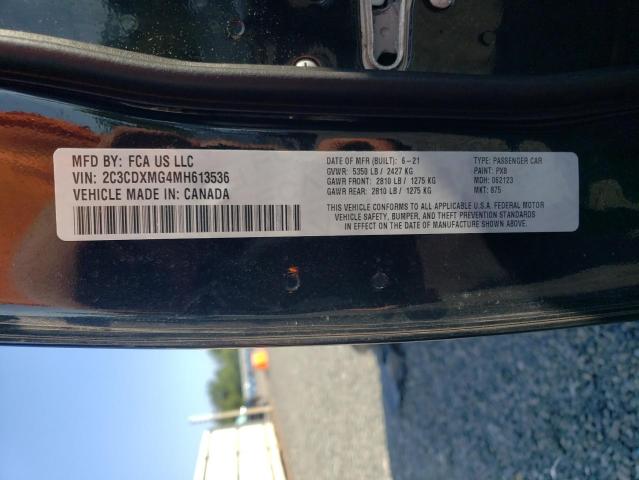 MFD BY: FCA US LLC
VIN: 2C3CDXMG4MH613536
VEHICLE MADE IN: CANADA
DATE OF MFR (BUILT): 6-21
GVWR: 5350 LB / 2427 KG
GAWR FRONT: 2810 LB / 1275 KG
GAWR REAR: 2810 LB / 1275 KG
TYPE: PASSENGER CAR
PAINT: PX8
MDH: 062123
MKT: 875
THIS VEHICLE CONFORMS TO ALL APPLICABLE U.S.A. FEDERAL MOTOR
VEHICLE SAFETY, BUMPER, AND THEFT PREVENTION STANDARDS
IN EFFECT ON THE DATE OF MANUFACTURE SHOWN ABOVE.